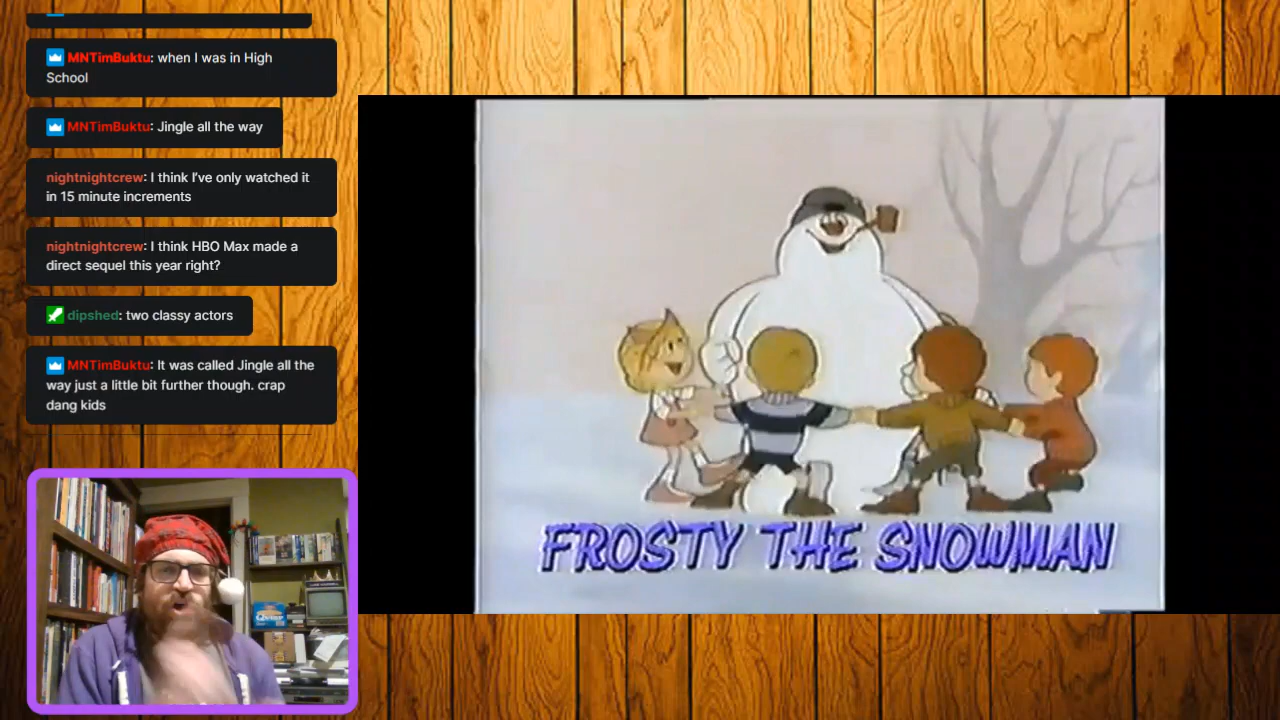 MNTimBuktu: when I was in High
School
MNTimBuktu: Jingle all the way
nightnightcrew: I think I've only watched it
in 15 minute increments
nightnightcrew: I think HBO Max made a
direct sequel this year right?
dipshed: two classy actors
MNTimBuktu: It was called Jingle all the
way just a little bit further though. crap
dang kids
FROSTY THE SNOWMAN